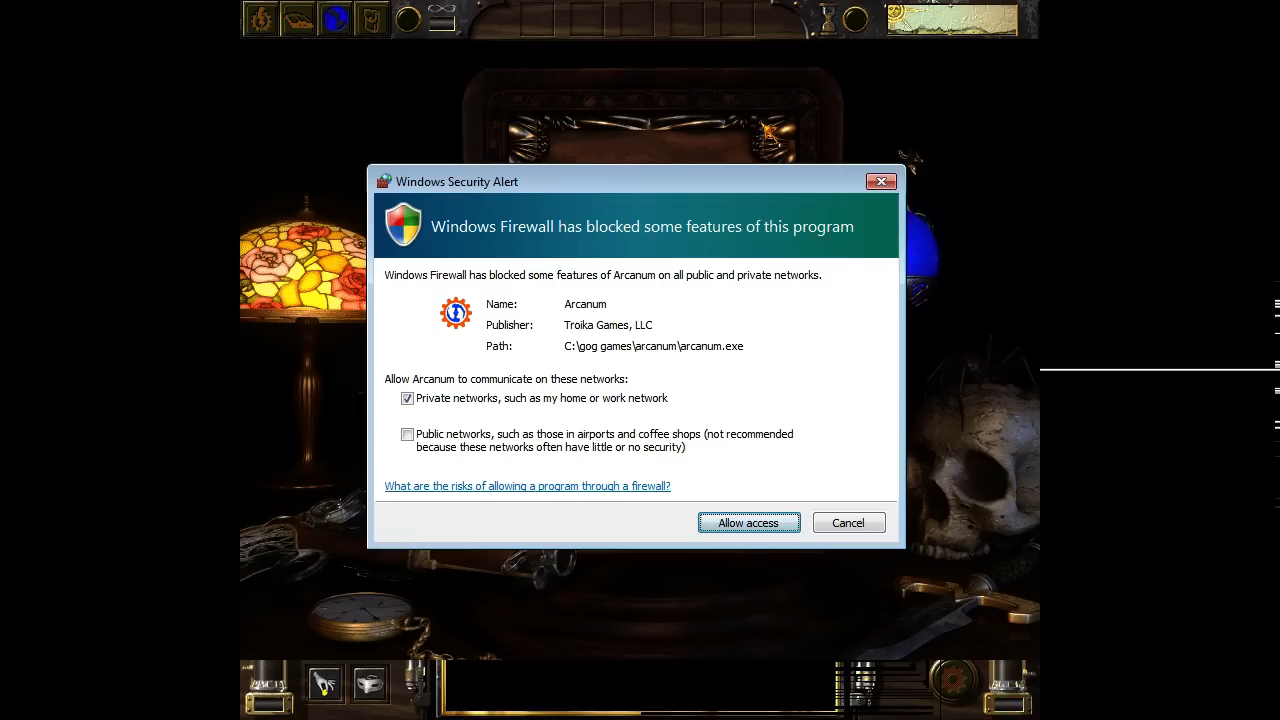 Windows Security Alert
Windows Firewall has blocked some features of this program
Windows Firewall has blocked some features of Arcanum on all public and private networks.
Name: Arcanum
Publisher: Troika Games, LLC
Path: C:\gog games\arcanum\arcanum.exe
Allow Arcanum to communicate on these networks:
Private networks, such as my home or work network
Public networks, such as those in airports and coffee shops (not recommended
because these networks often have little or no security)
What are the risks of allowing a program through a firewall?
Allow access Cancel